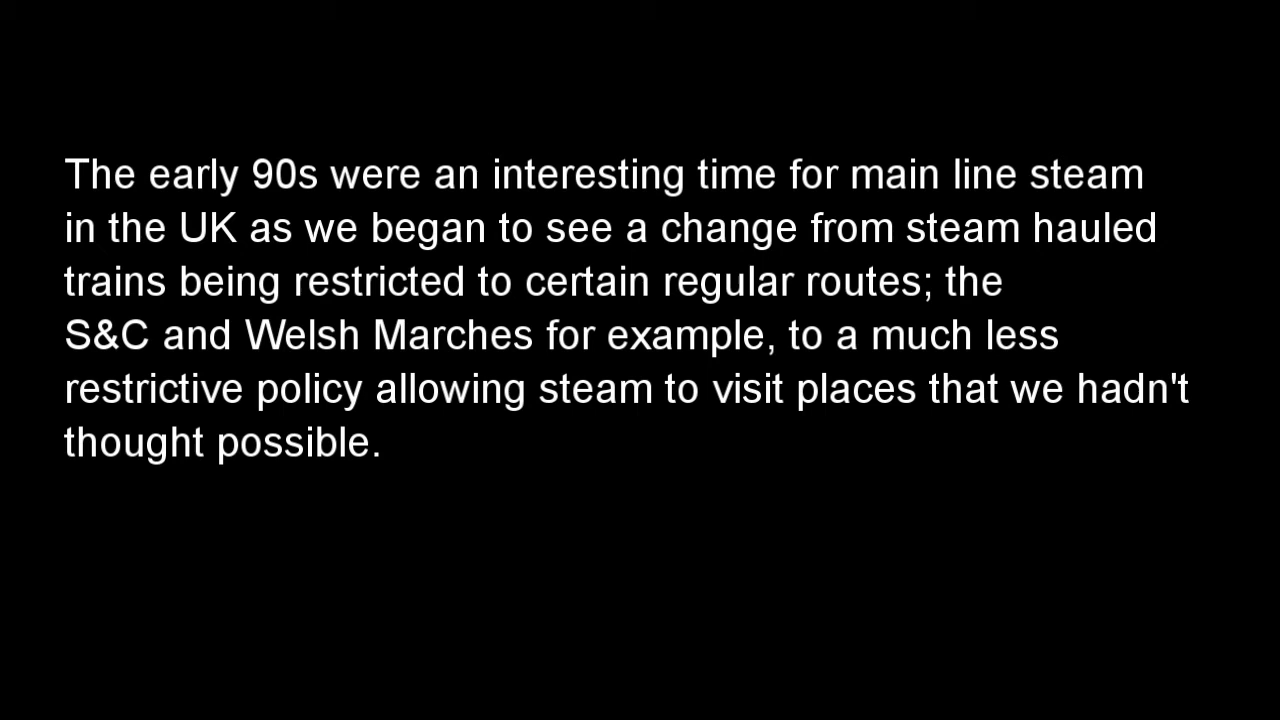 The early 90s were an interesting time for main line steam
in the UK as we began to see a change from steam hauled
trains being restricted to certain regular routes; the
S&C and Welsh Marches for example, to a much less
restrictive policy allowing steam to visit places that we hadn't
thought possible.